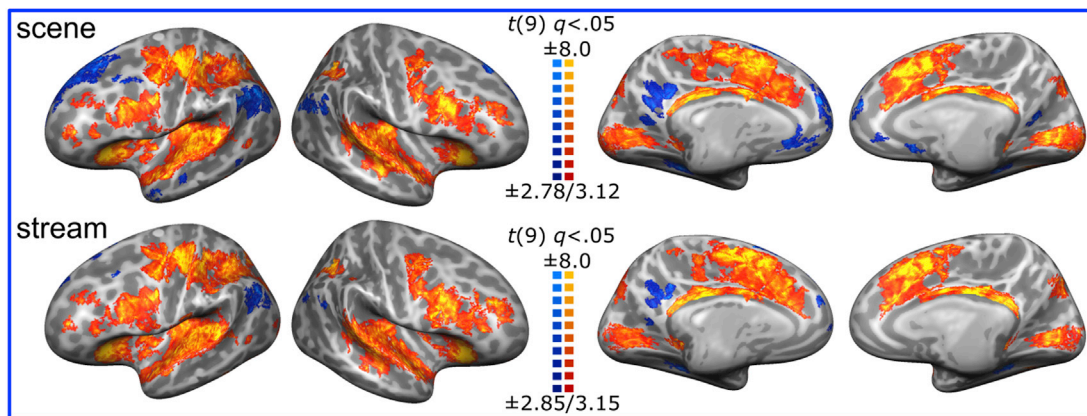 scene
t(9) q<.05
±8.0
±2.78/3.12
stream
t(9) q<.05
±8.0
±2.85/3.15